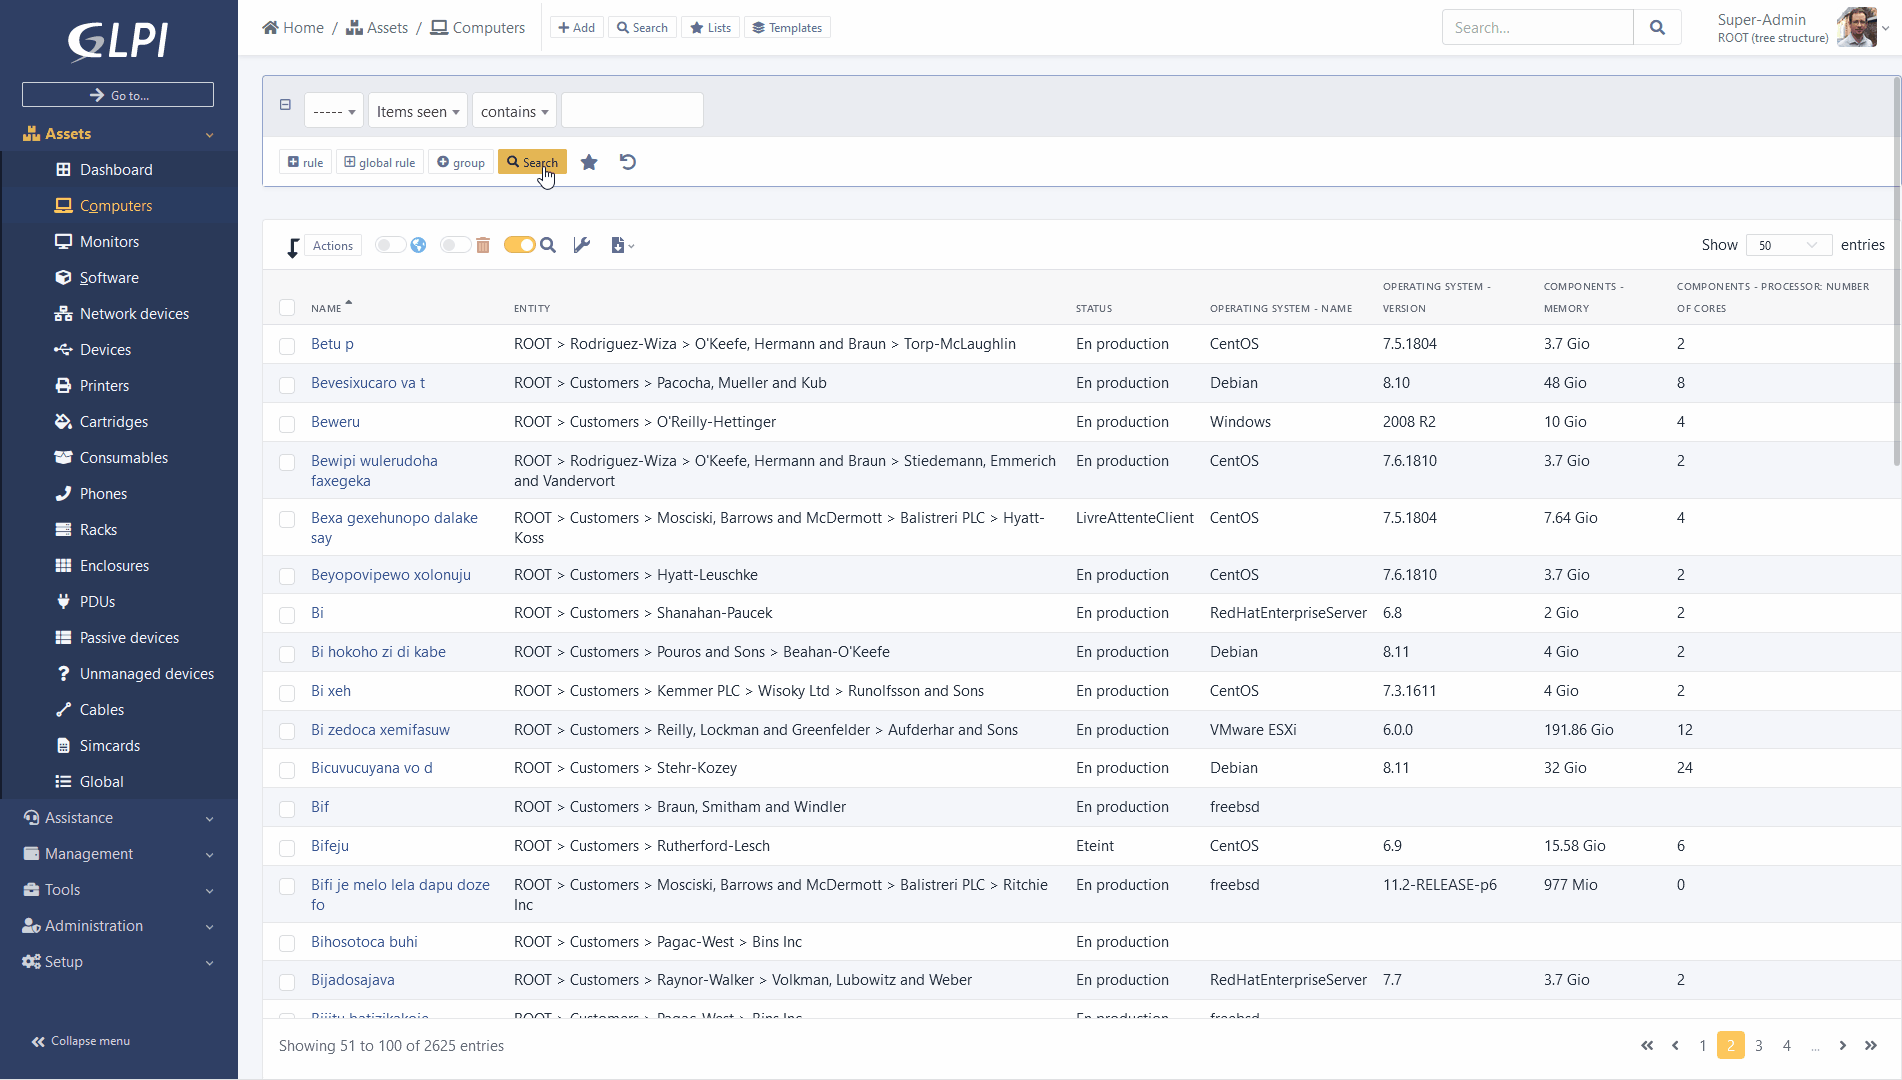 GLPI
Go to...
Assets
Dashboard
Computers
Monitors
Software
Network devices
Devices
Printers
Cartridges
Consumables
Phones
Racks
Enclosures
PDUs
Passive devices
Unmanaged devices
Cables
Simcards
Global
Assistance
Management
Tools
Administration
Setup
Collapse menu
Home / Assets / Computers
Add Search Lists Templates
Search...
Super-Admin
ROOT (tree structure)
----- Items seen contains
rule global rule group Search
Actions
Show 50 entries
NAME ENTITY STATUS OPERATING SYSTEM - NAME OPERATING SYSTEM - VERSION COMPONENTS - MEMORY COMPONENTS - PROCESSOR: NUMBER OF CORES
Betu p ROOT > Rodriguez-Wiza > O'Keefe, Hermann and Braun > Torp-McLaughlin En production CentOS 7.5.1804 3.7 Gio 2
Bevesixucaro va t ROOT > Customers > Pacocha, Mueller and Kub En production Debian 8.10 48 Gio 8
Beweru ROOT > Customers > O'Reilly-Hettinger En production Windows 2008 R2 10 Gio 4
Bewipi wulerudoha ROOT > Rodriguez-Wiza > O'Keefe, Hermann and Braun > Stiedemann, Emmerich En production CentOS 7.6.1810 3.7 Gio 2
faxegeka and Vandervort
Bexa gexehunopo dalake ROOT > Customers > Mosciski, Barrows and McDermott > Balistreri PLC > Hyatt- LivreAttenteClient CentOS 7.5.1804 7.64 Gio 4
say Koss
Beyopovipewo xolonuju ROOT > Customers > Hyatt-Leuschke En production CentOS 7.6.1810 3.7 Gio 2
Bi ROOT > Customers > Shanahan-Paucek En production RedHatEnterpriseServer 6.8 2 Gio 2
Bi hokoho zi di kabe ROOT > Customers > Pouros and Sons > Beahan-O'Keefe En production Debian 8.11 4 Gio 2
Bi xeh ROOT > Customers > Kemmer PLC > Wisoky Ltd > Runolfsson and Sons En production CentOS 7.3.1611 4 Gio 2
Bi zedoca xemifasuw ROOT > Customers > Reilly, Lockman and Greenfelder > Aufderhar and Sons En production VMware ESXi 6.0.0 191.86 Gio 12
Bicuvucuyana vo d ROOT > Customers > Stehr-Kozey En production Debian 8.11 32 Gio 24
Bif ROOT > Customers > Braun, Smitham and Windler En production freebsd
Bifeju ROOT > Customers > Rutherford-Lesch Eteint CentOS 6.9 15.58 Gio 6
Bifi je melo lela dapu doze ROOT > Customers > Mosciski, Barrows and McDermott > Balistreri PLC > Ritchie En production freebsd 11.2-RELEASE-p6 977 Mio 0
fo Inc
Bihosotoca buhi ROOT > Customers > Pagac-West > Bins Inc En production
Bijadosajava ROOT > Customers > Raynor-Walker > Volkman, Lubowitz and Weber En production RedHatEnterpriseServer 7.7 3.7 Gio 2
ROOT > Customers > Pagac-West > Bins Inc En production freebsd
Showing 51 to 100 of 2625 entries
1 2 3 4 ...